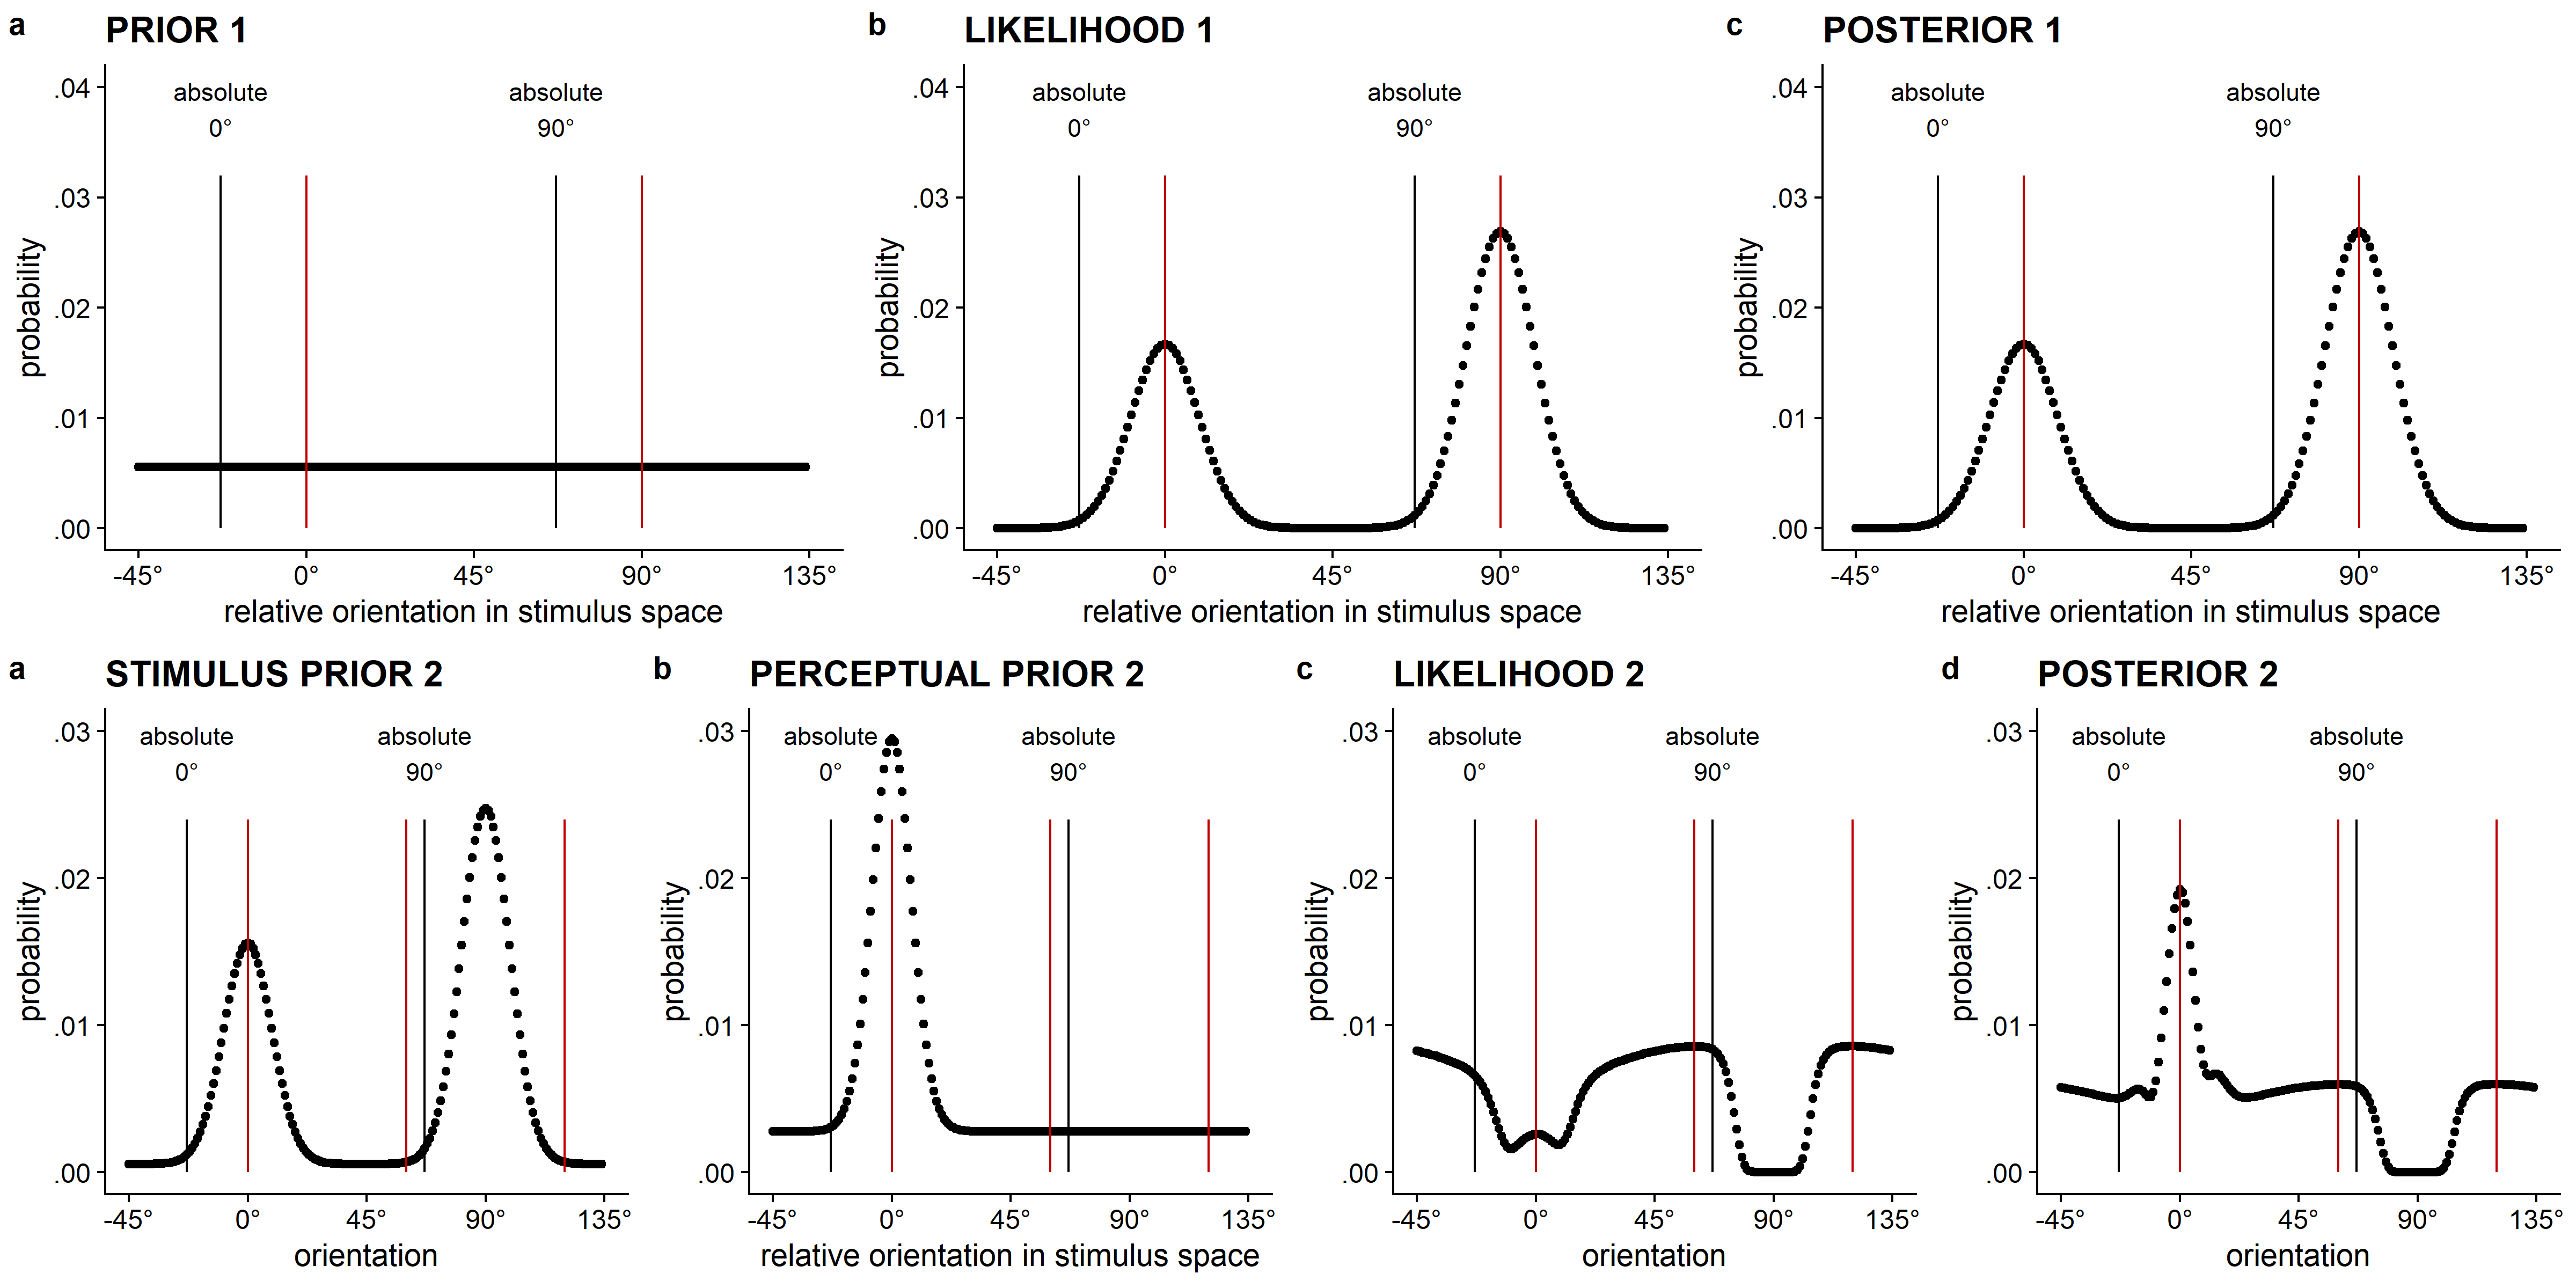 a PRIOR 1
absolute absolute
0° 90°
.04
.03
.02
.01
.00
probability
-45° 0° 45° 90° 135°
relative orientation in stimulus space
b LIKELIHOOD 1
absolute absolute
0° 90°
.04
.03
.02
.01
.00
probability
-45° 0° 45° 90° 135°
relative orientation in stimulus space
c POSTERIOR 1
absolute absolute
0° 90°
.04
.03
.02
.01
.00
probability
-45° 0° 45° 90° 135°
relative orientation in stimulus space
a STIMULUS PRIOR 2
absolute absolute
0° 90°
.03
.02
.01
.00
probability
-45° 0° 45° 90° 135°
orientation
b PERCEPTUAL PRIOR 2
absolute absolute
0° 90°
.03
.02
.01
.00
probability
-45° 0° 45° 90° 135°
relative orientation in stimulus space
c LIKELIHOOD 2
absolute absolute
0° 90°
.03
.02
.01
.00
probability
-45° 0° 45° 90° 135°
orientation
d POSTERIOR 2
absolute absolute
0° 90°
.03
.02
.01
.00
probability
-45° 0° 45° 90° 135°
orientation